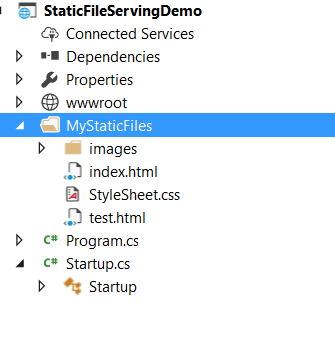 StaticFileServingDemo
Connected Services
Dependencies
Properties
wwwroot
MyStaticFiles
images
index.html
StyleSheet.css
test.html
C# Program.cs
C# Startup.cs
Startup